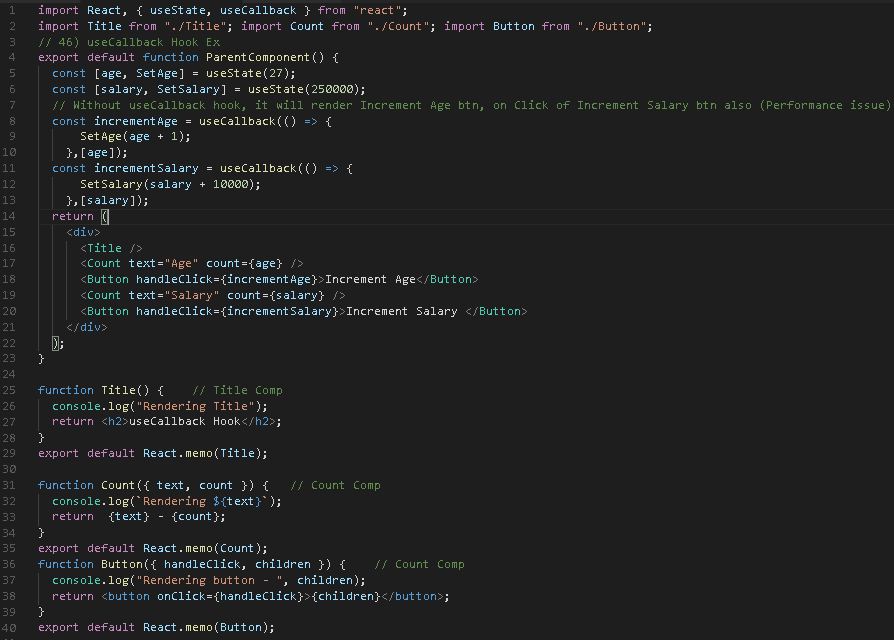 1 import React, { useState, useCallback } from "react";
2 import Title from "./Title"; import Count from "./Count"; import Button from "./Button";
3 // 46) useCallback Hook Ex
4 export default function ParentComponent() {
5 const [age, SetAge] = useState(27);
6 const [salary, SetSalary] = useState(250000);
7 // Without useCallback hook, it will render Increment Age btn, on Click of Increment Salary btn also (Performance issue)
8 const incrementAge = useCallback(() => {
9 SetAge(age + 1);
10 },[age]);
11 const incrementSalary = useCallback(() => {
12 SetSalary(salary + 10000);
13 },[salary]);
14 return (
15 <div>
16 <Title />
17 <Count text="Age" count={age} />
18 <Button handleClick={incrementAge}>Increment Age</Button>
19 <Count text="Salary" count={salary} />
20 <Button handleClick={incrementSalary}>Increment Salary </Button>
21 </div>
22 );
23 }
24
25 function Title() { // Title Comp
26 console.log("Rendering Title");
27 return <h2>useCallback Hook</h2>;
28 }
29 export default React.memo(Title);
30
31 function Count({ text, count }) { // Count Comp
32 console.log(`Rendering ${text}`);
33 return {text} - {count};
34 }
35 export default React.memo(Count);
36 function Button({ handleClick, children }) { // Count Comp
37 console.log("Rendering button - ", children);
38 return <button onClick={handleClick}>{children}</button>;
39 }
40 export default React.memo(Button);